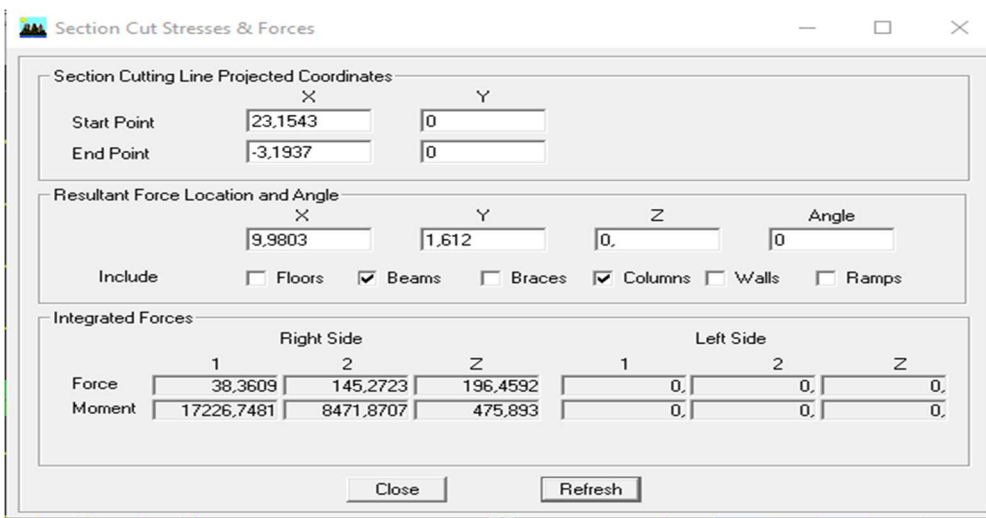 Section Cut Stresses & Forces
Section Cutting Line Projected Coordinates
X Y
Start Point 23,1543 0
End Point -3,1937 0
Resultant Force Location and Angle
X Y Z Angle
9,9803 1,612 0, 0
Include Floors Beams Braces Columns Walls Ramps
Integrated Forces
Right Side Left Side
1 2 Z 1 2 Z
Force 38,3609 145,2723 196,4592 0, 0, 0,
Moment 17226,7481 8471,8707 475,893 0, 0, 0,
Close Refresh